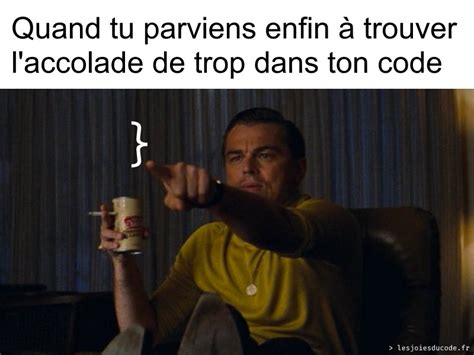 Quand tu parviens enfin à trouver
l'accolade de trop dans ton code
}
> lesjoiesducode.fr